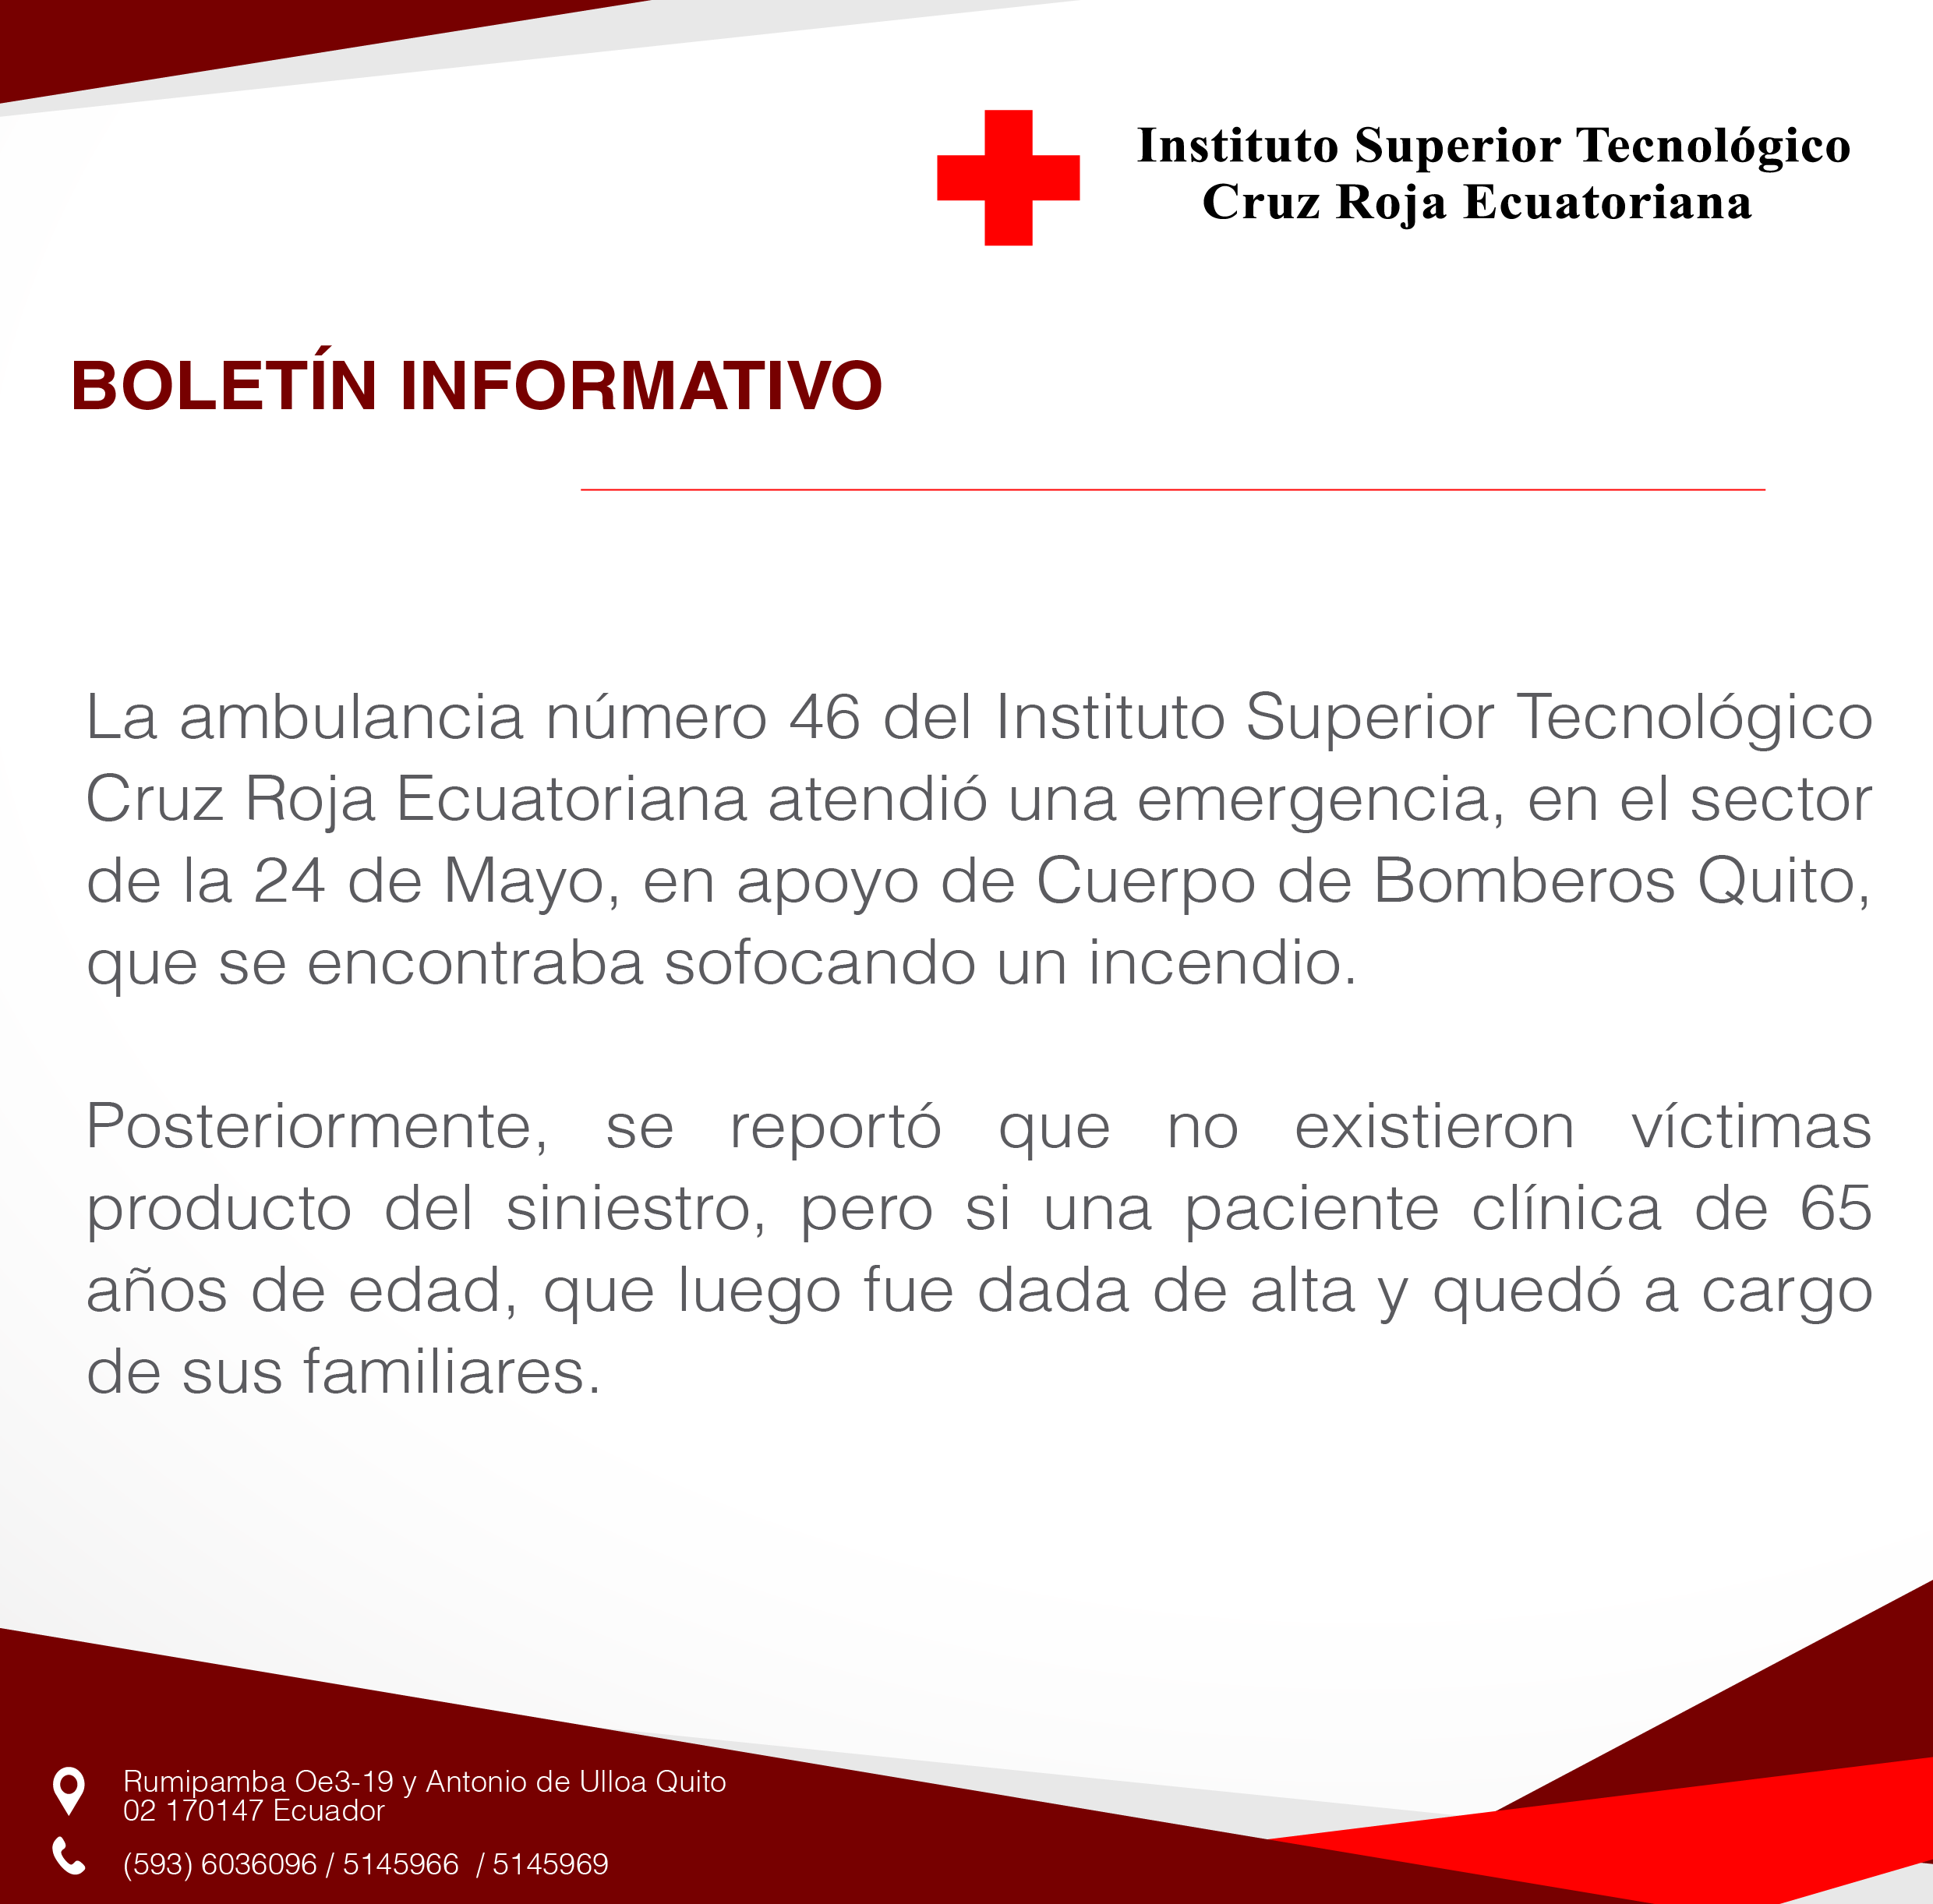 Instituto Superior Tecnológico
Cruz Roja Ecuatoriana
BOLETÍN INFORMATIVO
La ambulancia número 46 del Instituto Superior Tecnológico
Cruz Roja Ecuatoriana atendió una emergencia, en el sector
de la 24 de Mayo, en apoyo de Cuerpo de Bomberos Quito,
que se encontraba sofocando un incendio.
Posteriormente, se reportó que no existieron víctimas
producto del siniestro, pero si una paciente clínica de 65
años de edad, que luego fue dada de alta y quedó a cargo
de sus familiares.
Rumipamba Oe3-19 y Antonio de Ulloa Quito
02 170147 Ecuador
(593) 6036096 / 5145966 / 5145969